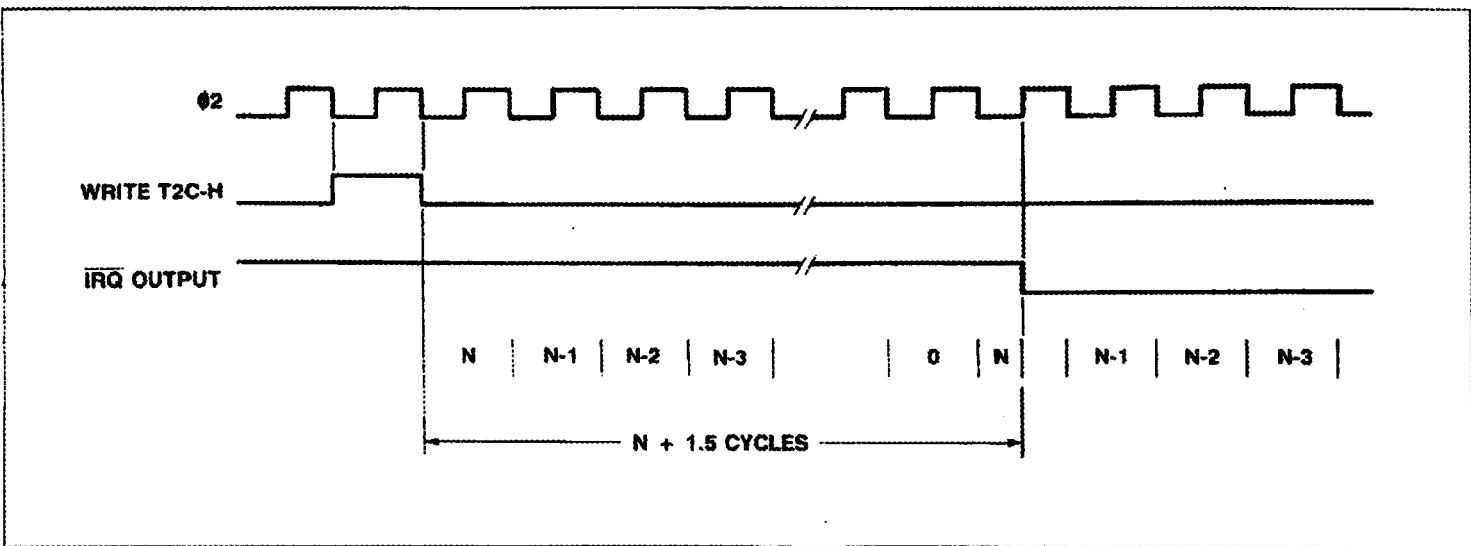 ϕ2
WRITE T2C-H
IRQ OUTPUT
N | N-1 | N-2 | N-3 | | 0 | N | | N-1 | N-2 | N-3 |
N + 1.5 CYCLES